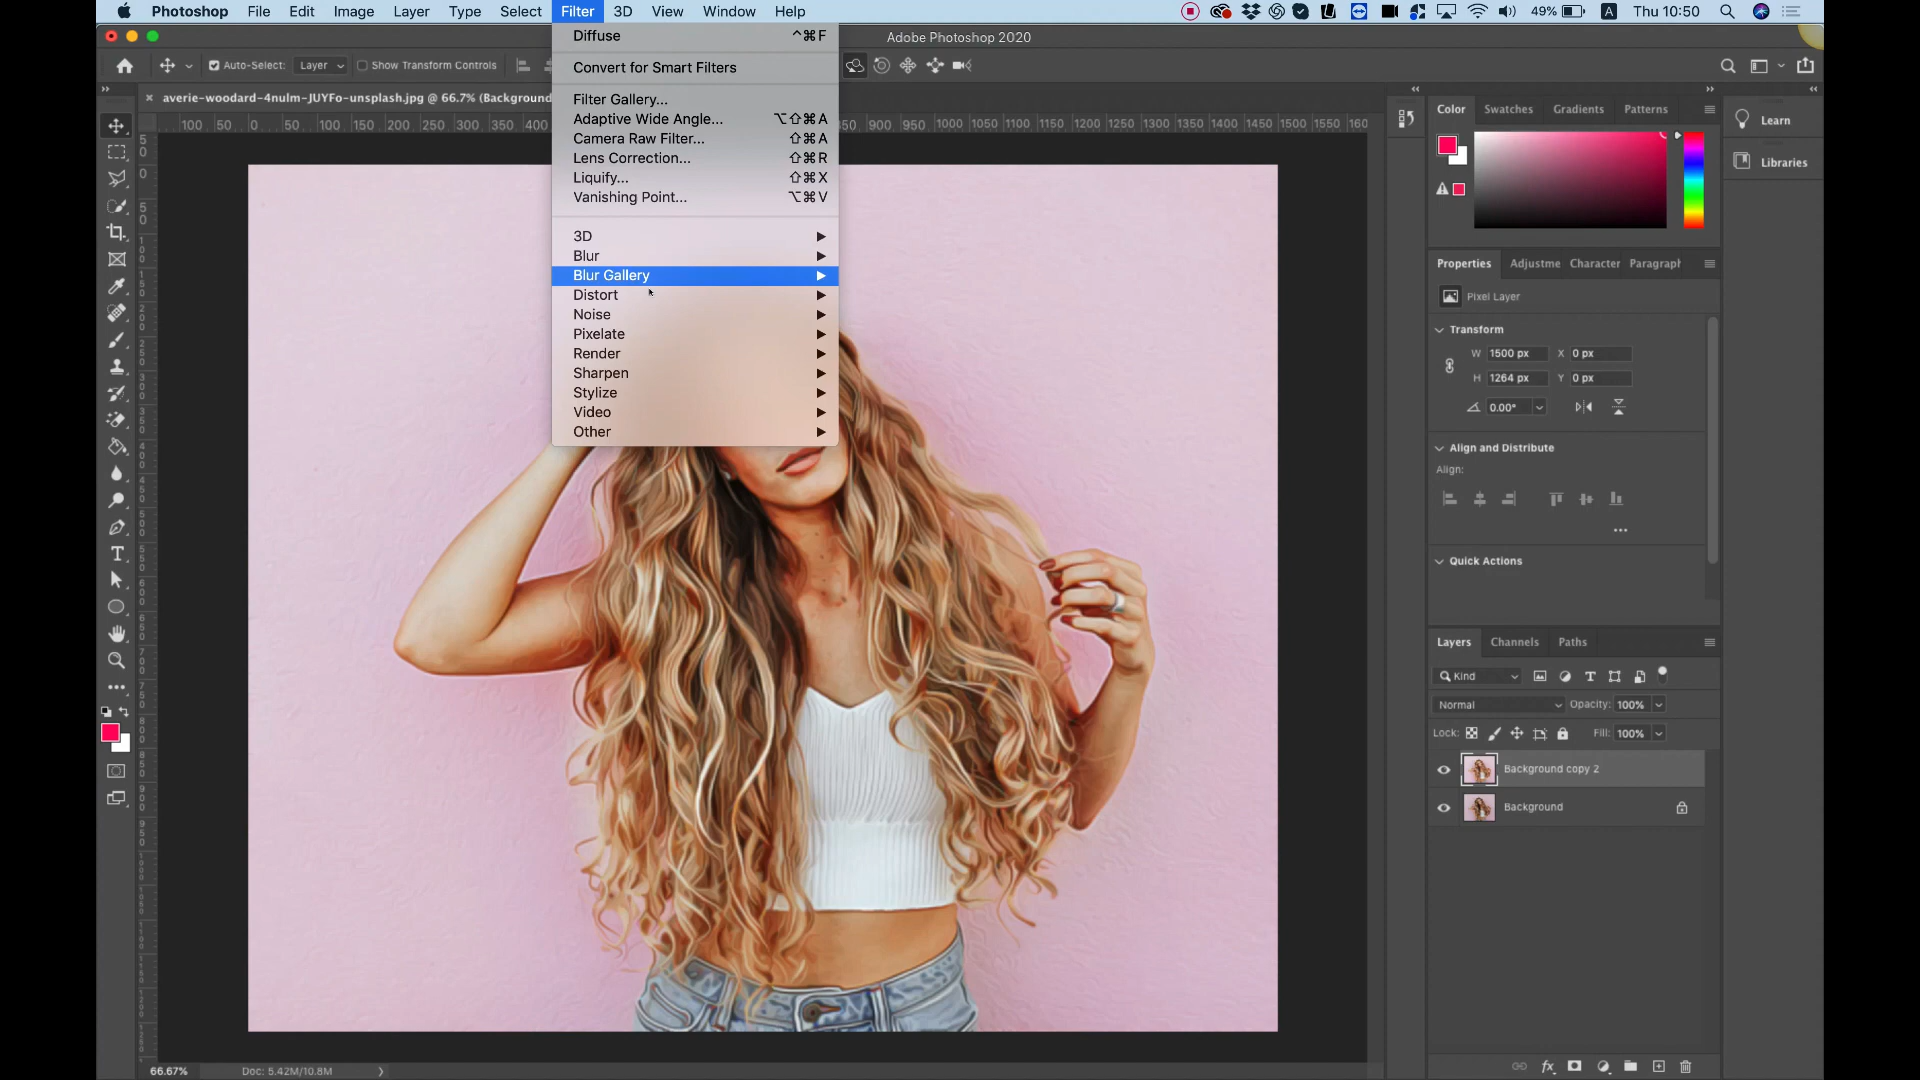 Photoshop File Edit Image Layer Type Select Filter 3D View Window Help 49% A Thu 10:50
Adobe Photoshop 2020
Auto-Select: Layer Show Transform Controls
averie-woodard-4nulm-JUYFo-unsplash.jpg @ 66.7% (Background
100 50 0 50 100 150 200 250 300 350 400 850 900 950 1000 1050 1100 1150 1200 1250 1300 1350 1400 1450 1500 1550
Diffuse ^⌘F
Convert for Smart Filters
Filter Gallery...
Adaptive Wide Angle... ⌥⇧⌘A
Camera Raw Filter... ⇧⌘A
Lens Correction... ⇧⌘R
Liquify... ⇧⌘X
Vanishing Point... ⌥⌘V
3D
Blur
Blur Gallery
Distort
Noise
Pixelate
Render
Sharpen
Stylize
Video
Other
Color Swatches Gradients Patterns
Learn
Libraries
Properties Adjustme Character Paragraph
Pixel Layer
Transform
W 1500 px X 0 px
H 1264 px Y 0 px
0.00°
Align and Distribute
Align:
Quick Actions
Layers Channels Paths
Kind
Normal Opacity: 100%
Lock: Fill: 100%
Background copy 2
Background
66.67% Doc: 5.42M/10.8M